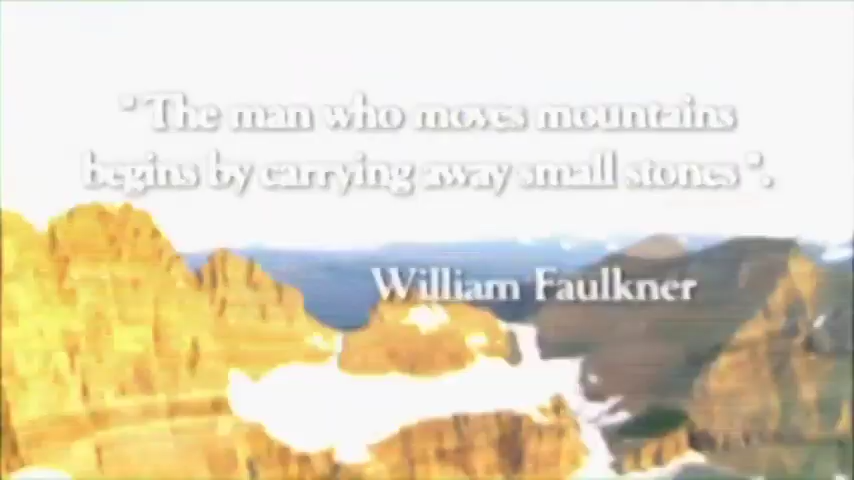 " The man who moves mountains
begins by carrying away small stones ".
William Faulkner